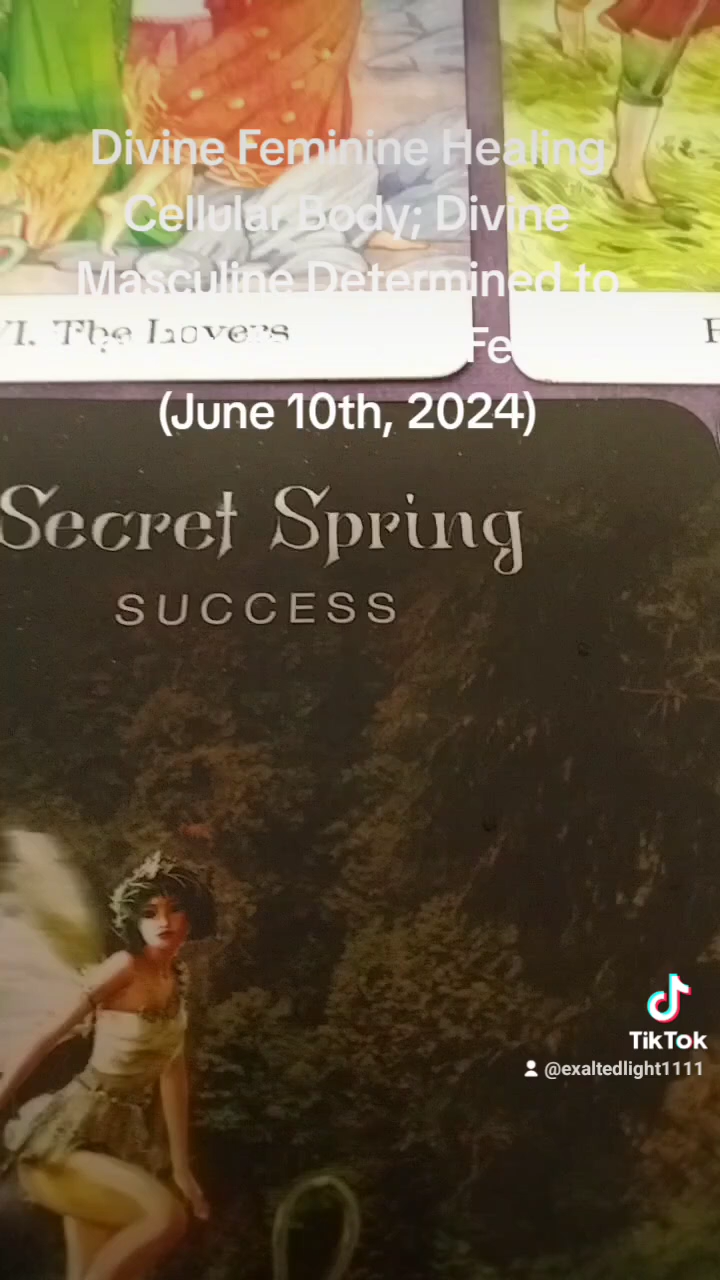 Divine Feminine Healing
Cellular Body; Divine
Masculine Determined to
Fe
(June 10th, 2024)
VI. The Lovers
F
Secret Spring
SUCCESS
TikTok
@exaltedlight1111